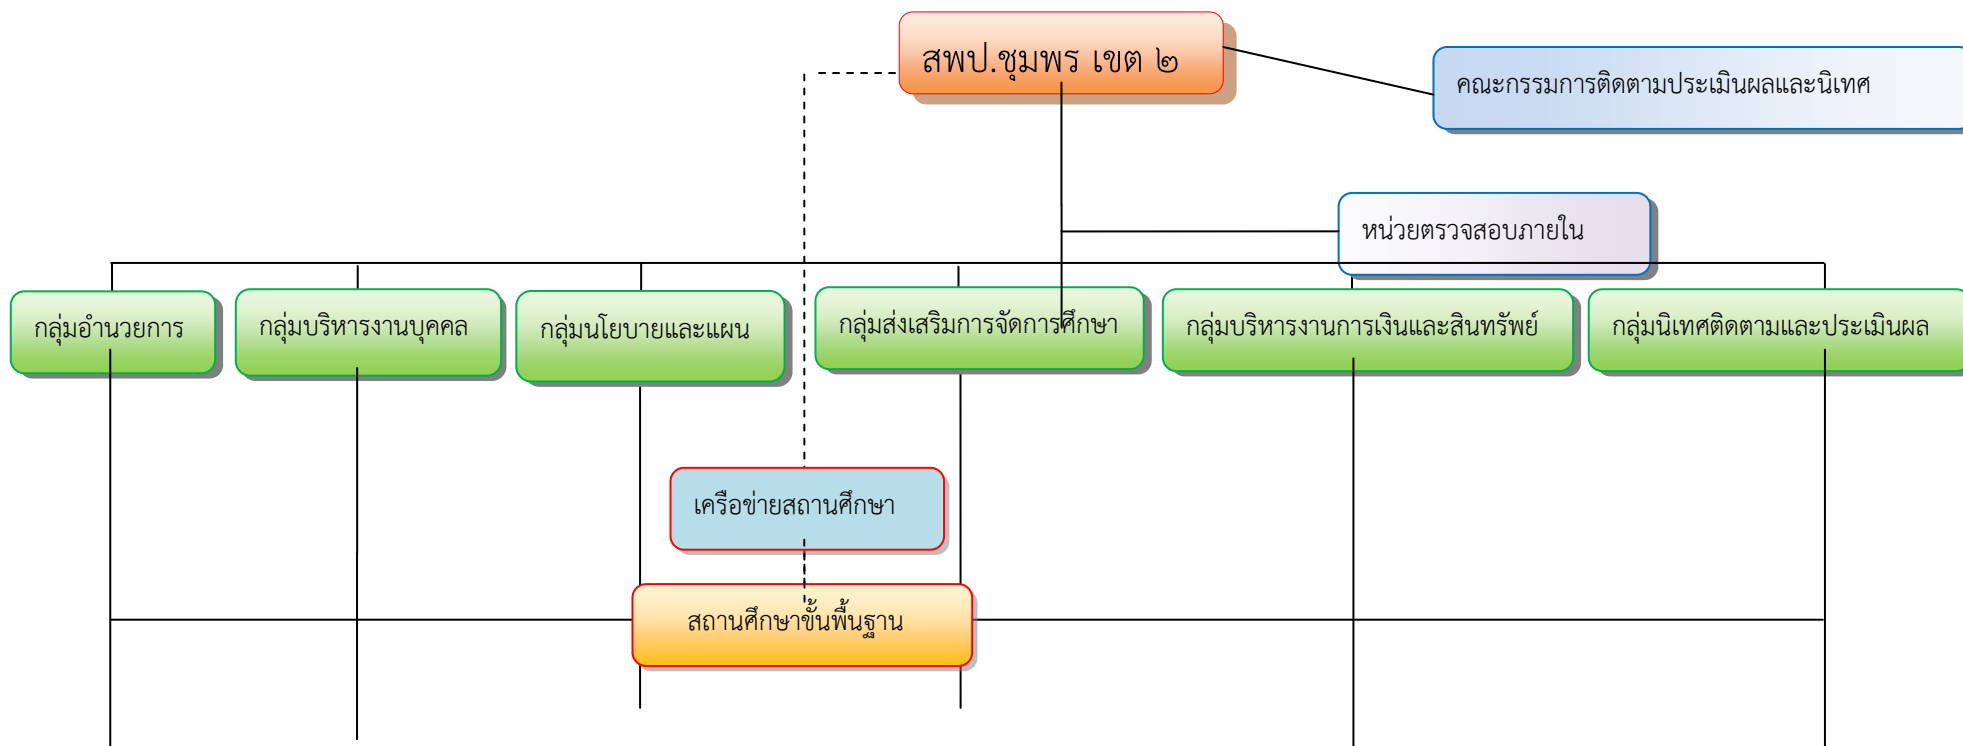 สพป.ชุมพร เขต ๒
คณะกรรมการติดตามประเมินผลและนิเทศ
หน่วยตรวจสอบภายใน
กลุ่มอำนวยการ
กลุ่มบริหารงานบุคคล
กลุ่มนโยบายและแผน
กลุ่มส่งเสริมการจัดการศึกษา
กลุ่มบริหารงานการเงินและสินทรัพย์
กลุ่มนิเทศติดตามและประเมินผล
เครือข่ายสถานศึกษา
สถานศึกษาขั้นพื้นฐาน